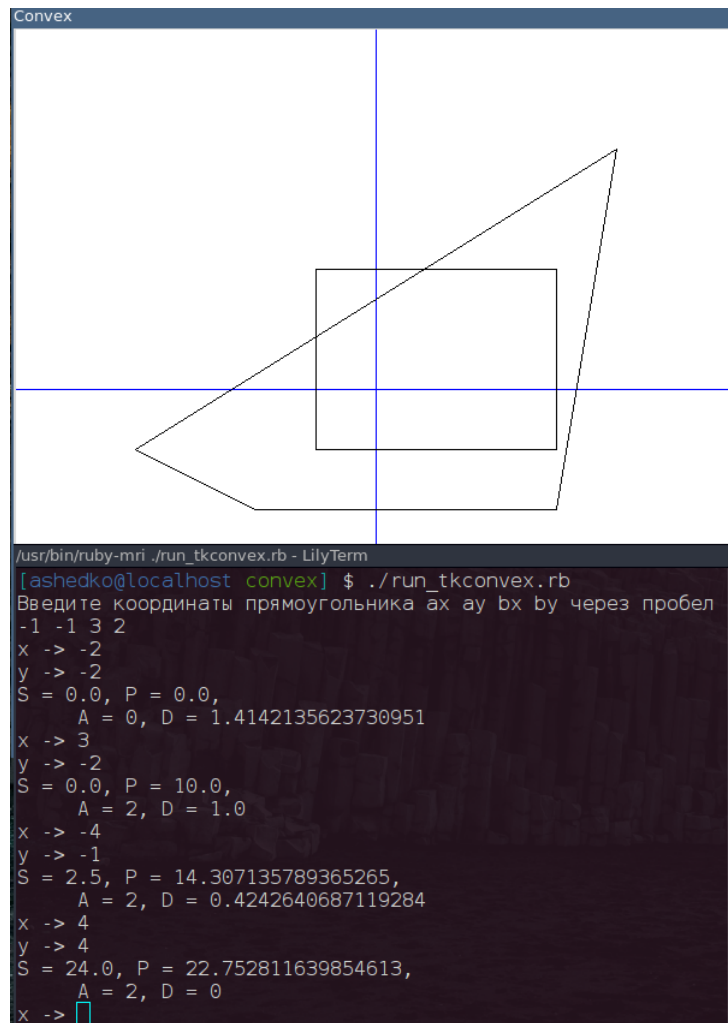 Convex
/usr/bin/ruby-mri ./run_tkconvex.rb - LilyTerm
[ashedko@localhost convex] $ ./run_tkconvex.rb
Введите координаты прямоугольника ax ay bx by через пробел
-1 -1 3 2
x -> -2
y -> -2
S = 0.0, P = 0.0,
A = 0, D = 1.4142135623730951
x -> 3
y -> -2
S = 0.0, P = 10.0,
A = 2, D = 1.0
x -> -4
y -> -1
S = 2.5, P = 14.307135789365265,
A = 2, D = 0.4242640687119284
x -> 4
y -> 4
S = 24.0, P = 22.752811639854613,
A = 2, D = 0
x ->